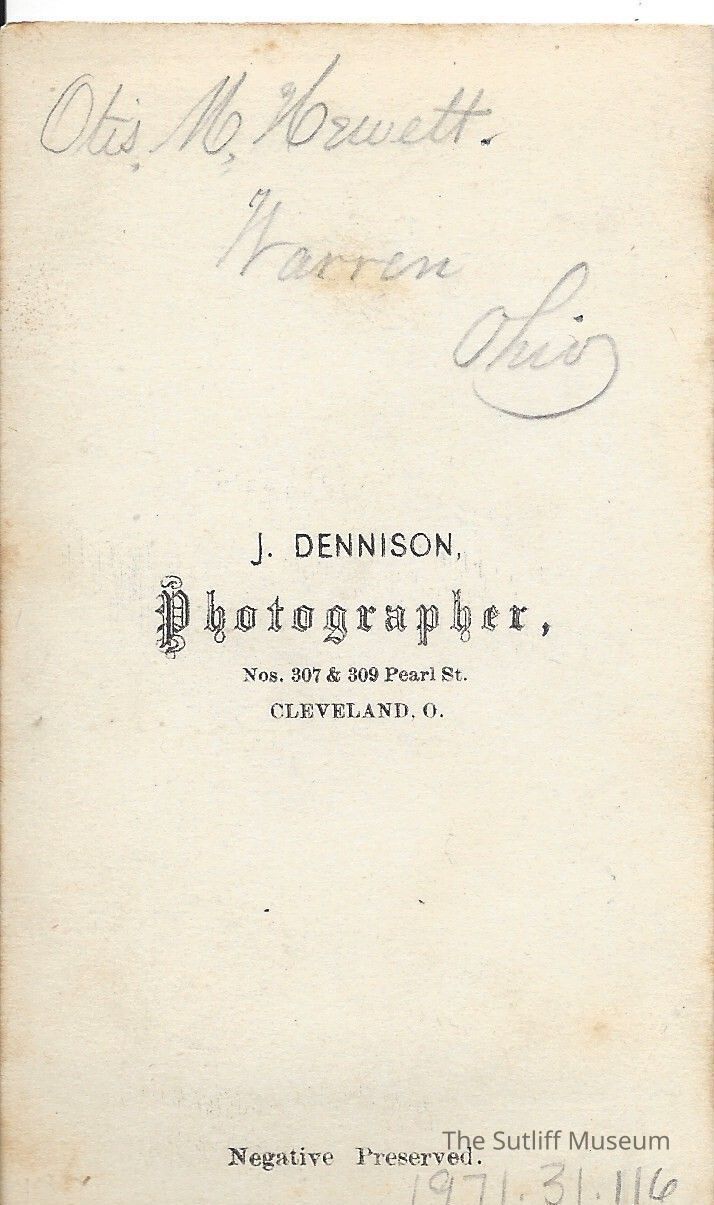 Otis, M, Hewett.
Warren
Ohio
J. DENNISON,
Photographer,
Nos. 307 & 309 Pearl St.
CLEVELAND, O.
The Sutliff Museum
Negative Preserved.
1971.31.116